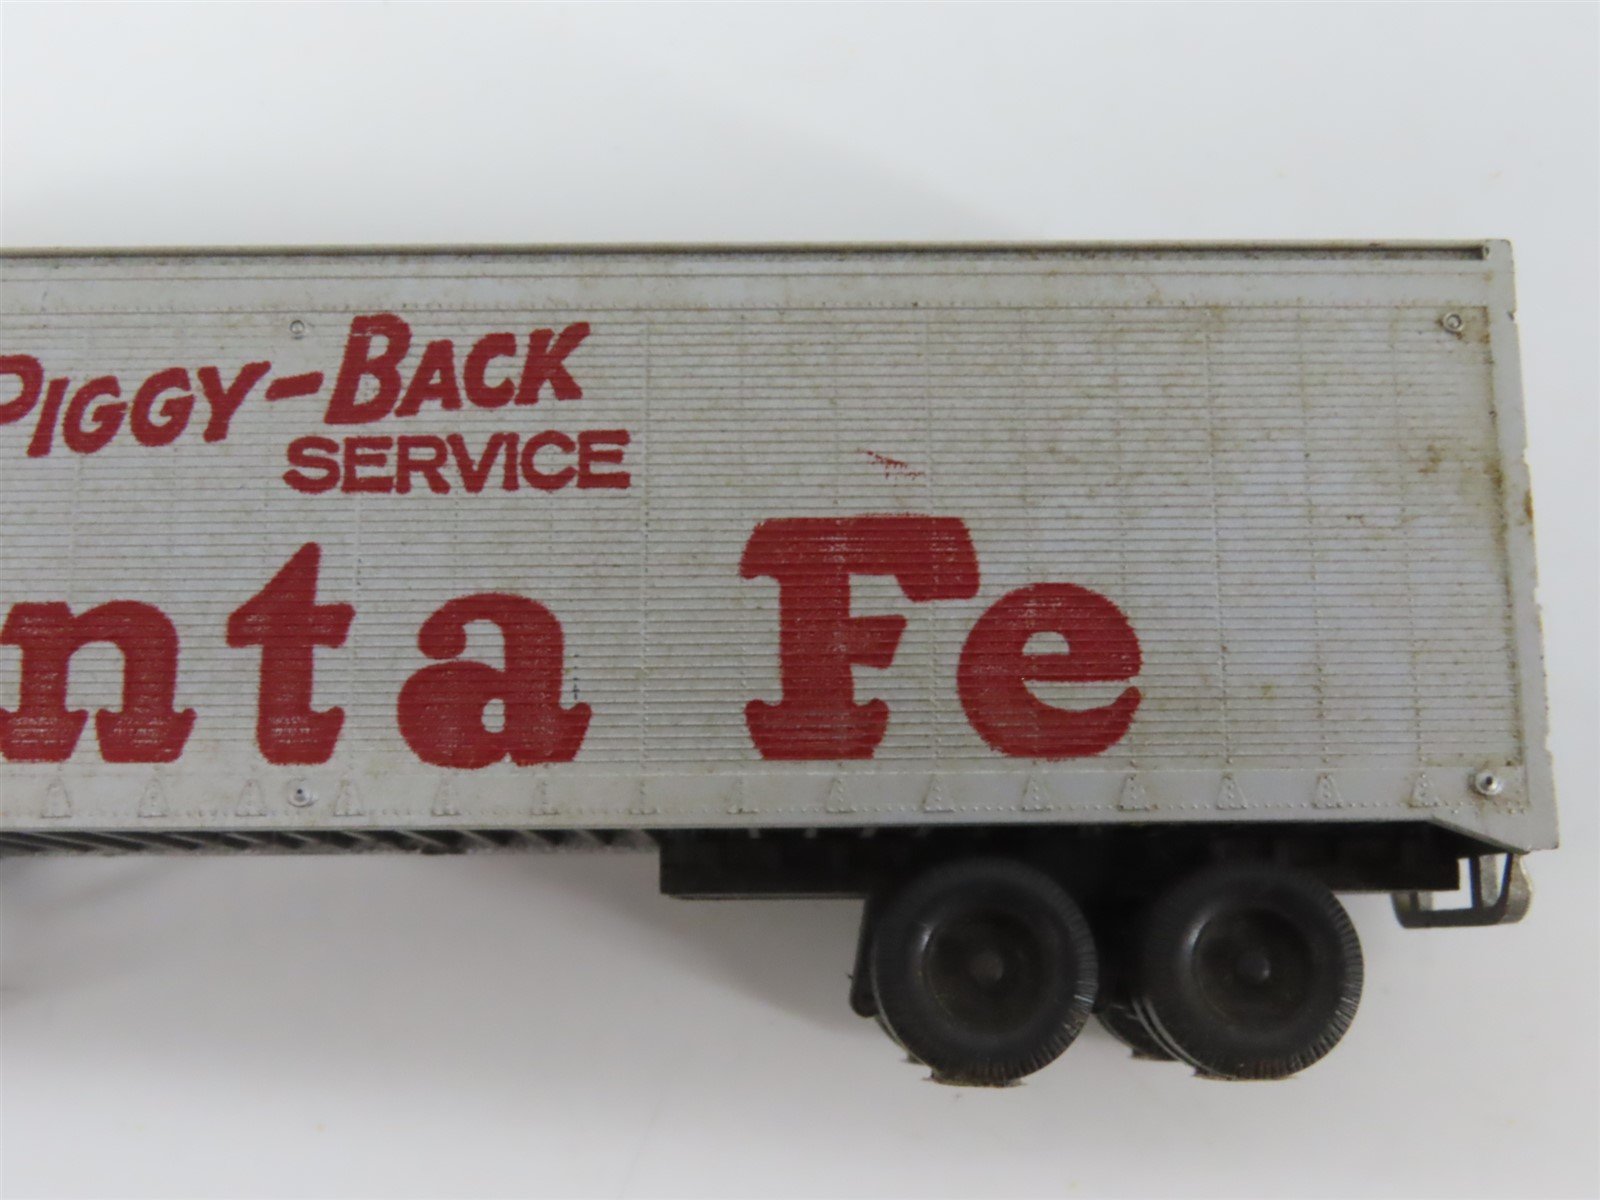 PIGGY-BACK
SERVICE
nta Fe